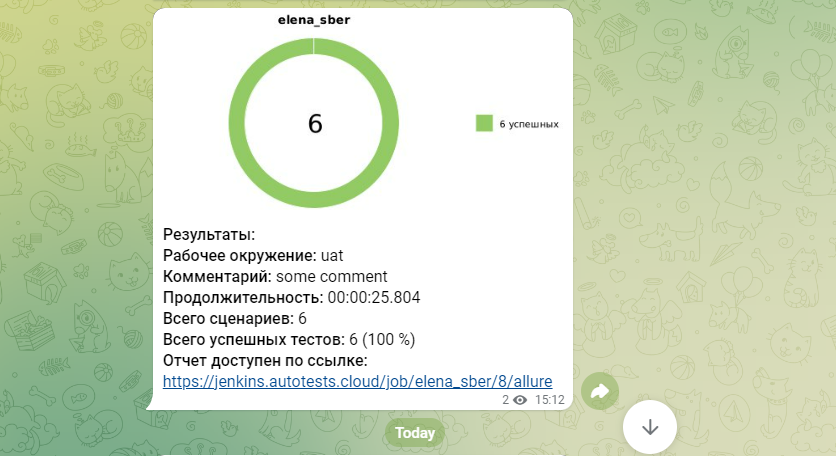 elena_sber
6
6 успешных
Результаты:
Рабочее окружение: uat
Комментарий: some comment
Продолжительность: 00:00:25.804
Всего сценариев: 6
Всего успешных тестов: 6 (100 %)
Отчет доступен по ссылке:
https://jenkins.autotests.cloud/job/elena_sber/8/allure
2 15:12
Today